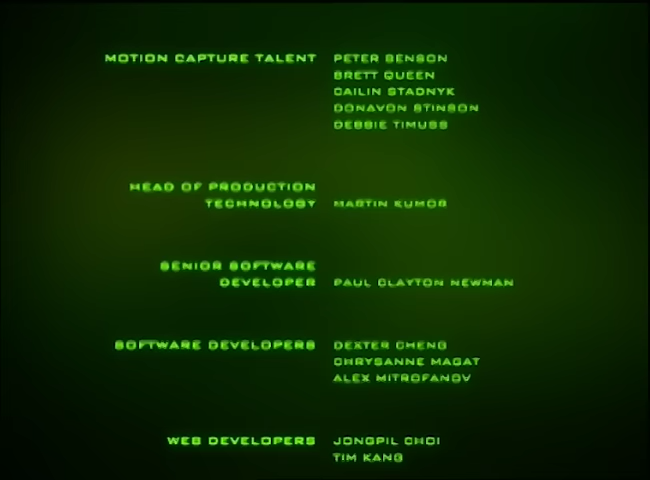 MOTION CAPTURE TALENT PETER BENSON
BRETT QUEEN
CAILIN STADNYK
DONAVON STINSON
DEBBIE TIMUSS
HEAD OF PRODUCTION
TECHNOLOGY MARTIN KUMOR
SENIOR SOFTWARE
DEVELOPER PAUL CLAYTON NEWMAN
SOFTWARE DEVELOPERS DEXTER CHENG
CHRYSANNE MAGAT
ALEX MITROFANOV
WEB DEVELOPERS JONGPIL CHOI
TIM KANG